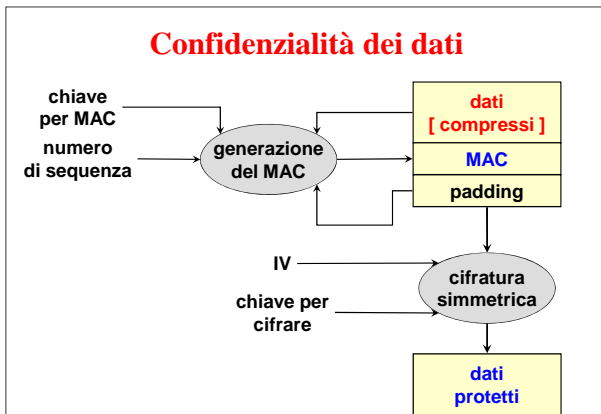 Confidenzialità dei dati
chiave
per MAC
numero
di sequenza
generazione
del MAC
dati
[ compressi ]
MAC
padding
IV
chiave per
cifrare
cifratura
simmetrica
dati
protetti